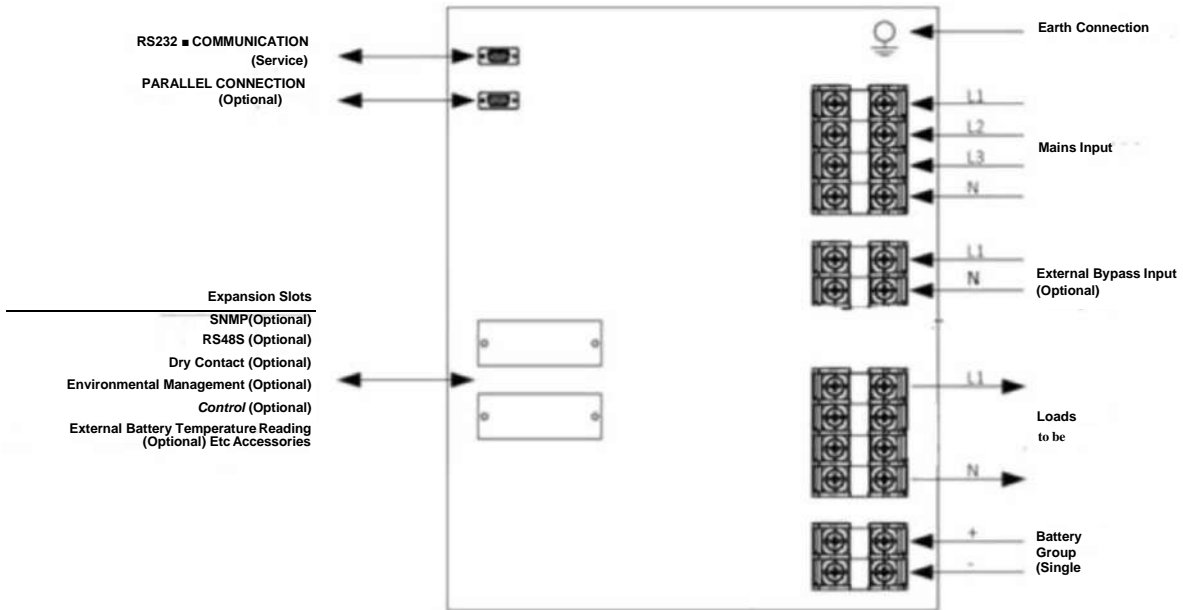 RS232 ■ COMMUNICATION
(Service)
PARALLEL CONNECTION
(Optional)
Expansion Slots
SNMP(Optional)
RS48S (Optional)
Dry Contact (Optional)
Environmental Management (Optional)
Control (Optional)
External Battery Temperature Reading
(Optional) Etc Accessories
Earth Connection
L1
L2
L3
N
Mains Input
L1
N
External Bypass Input
(Optional)
L1
N
Loads
to be
+
-
Battery
Group
(Single